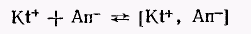 Kt⁺ + An⁻ ⇌ [Kt⁺, An⁻]